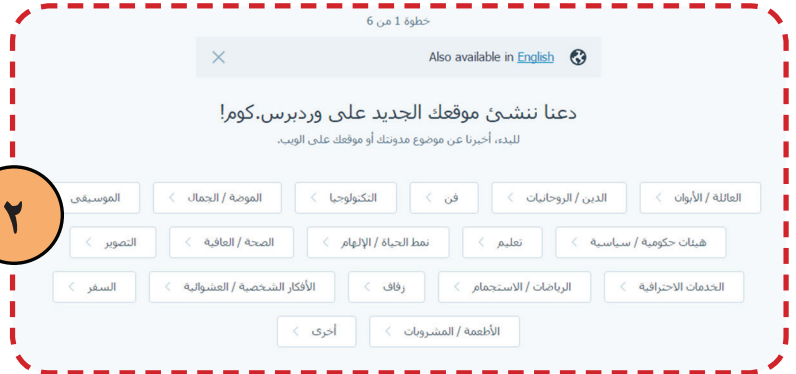 خطوة 1 من 6
Also available in English
دعنا ننشئ موقعك الجديد على وردبرس.كوم!
للبدء، أخبرنا عن موضوع مدونتك أو موقعك على الويب.
العائلة / الأبوان الدين / الروحانيات فن التكنولوجيا الموضة / الجمال الموسيقى
٢
هيئات حكومية / سياسية تعليم نمط الحياة / الإلهام الصحة / العافية التصوير
الخدمات الاحترافية الرياضات / الاستجمام زفاف الأفكار الشخصية / العشوائية السفر
الأطعمة / المشروبات أخرى